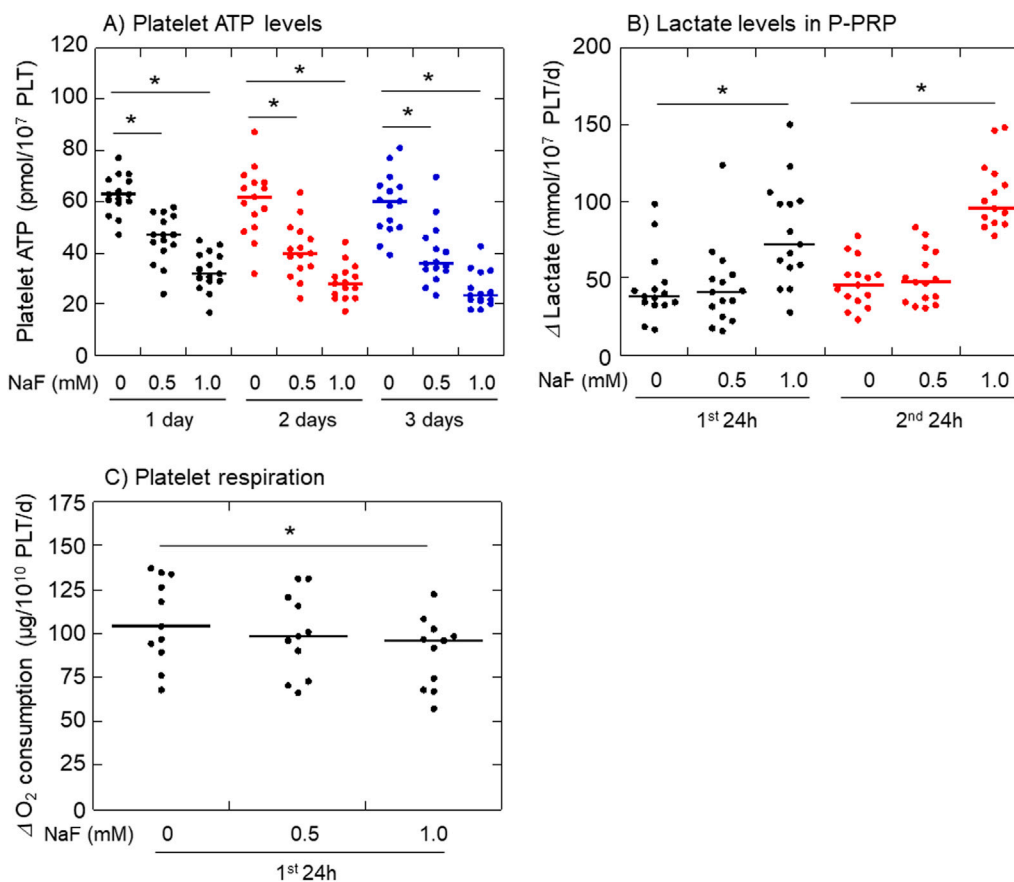 A) Platelet ATP levels
Platelet ATP (pmol/10⁷ PLT)
120
100
80
60
40
20
0
* * * * * *
NaF (mM) 0 0.5 1.0 0 0.5 1.0 0 0.5 1.0
1 day 2 days 3 days
B) Lactate levels in P-PRP
Δ Lactate (mmol/10⁷ PLT/d)
200
150
100
50
0
* *
NaF (mM) 0 0.5 1.0 0 0.5 1.0
1ˢᵗ 24h 2ⁿᵈ 24h
C) Platelet respiration
Δ O₂ consumption (µg/10¹⁰ PLT/d)
175
150
125
100
75
50
25
0
*
NaF (mM) 0 0.5 1.0
1ˢᵗ 24h